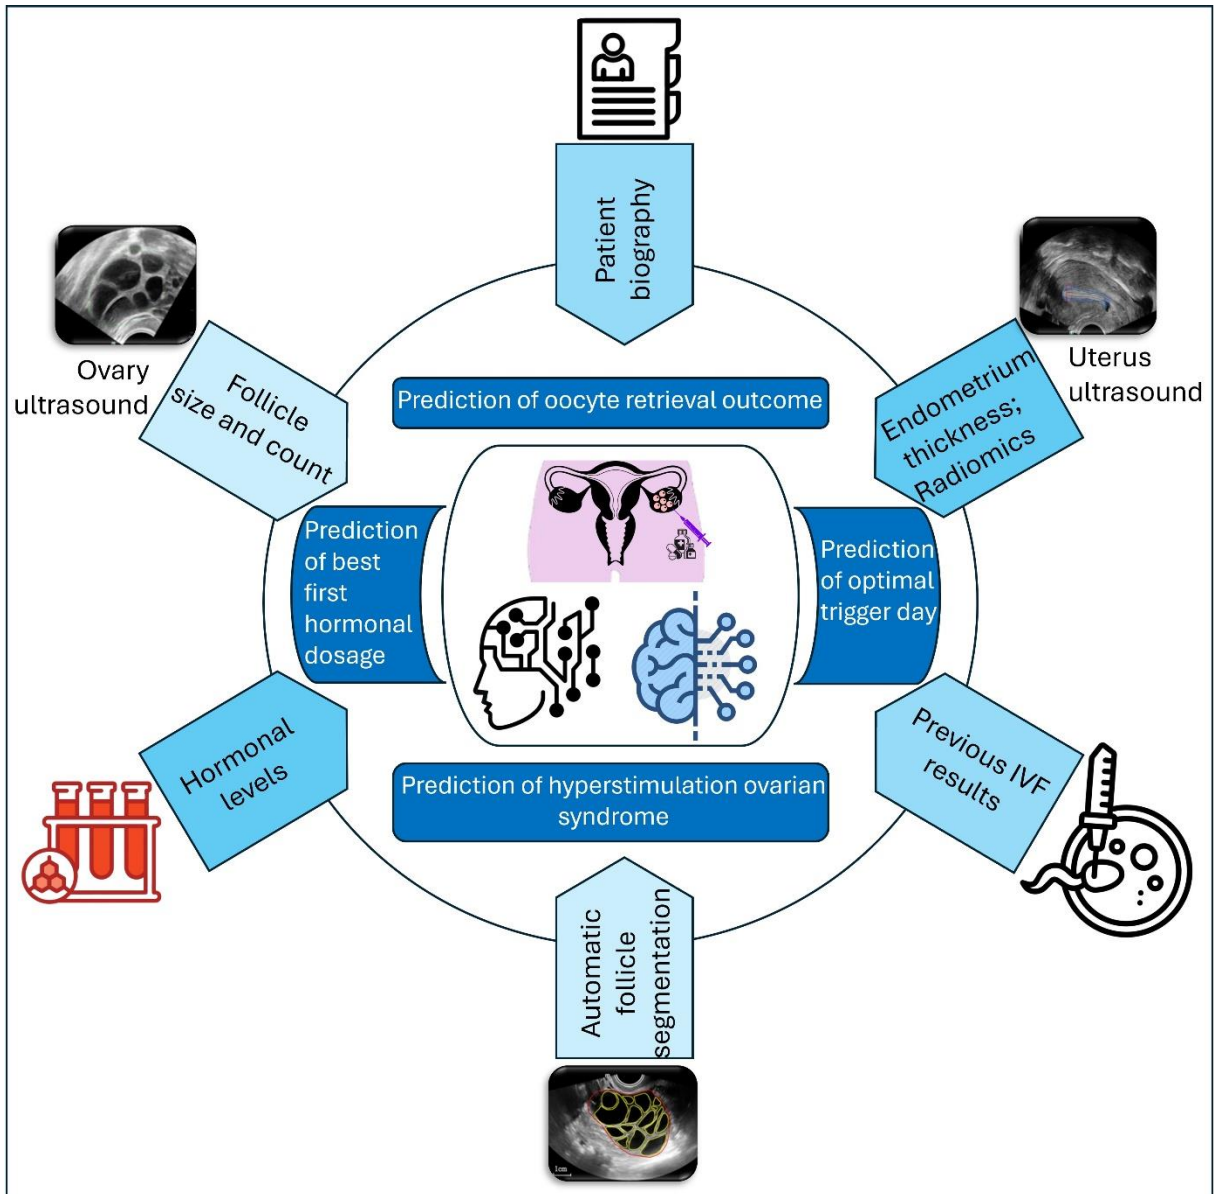 Patient
biography
Ovary
ultrasound
Follicle
size and count
Uterus
ultrasound
Endometrium
thickness;
Radiomics
Prediction of oocyte retrieval outcome
Prediction
of best
first
hormonal
dosage
Prediction
of optimal
trigger day
Hormonal
levels
Previous IVF
results
Prediction of hyperstimulation ovarian
syndrome
Automatic
follicle
segmentation
1cm